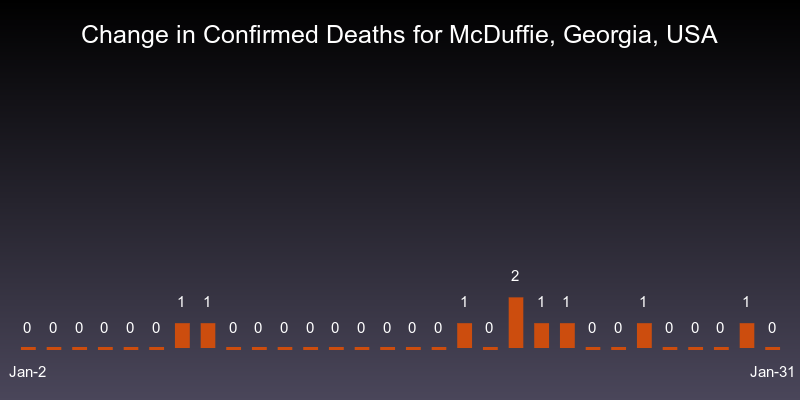 Change in Confirmed Deaths for McDuffie, Georgia, USA
2
1 1 1 1 1 1 1
0 0 0 0 0 0 0 0 0 0 0 0 0 0 0 0 0 0 0 0 0 0
Jan-2 Jan-31